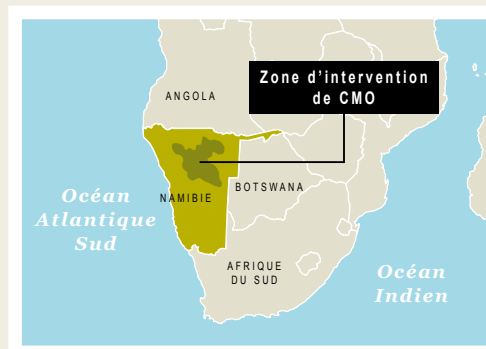 Zone d'intervention
de CMO
ANGOLA
NAMIBIE
BOTSWANA
Océan
Atlantique
Sud
AFRIQUE
DU SUD
Océan
Indien